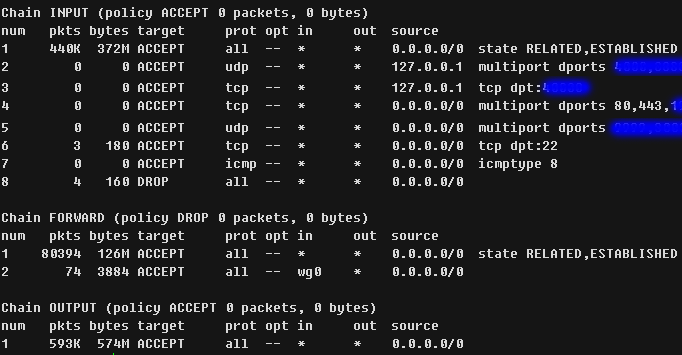 Chain INPUT (policy ACCEPT 0 packets, 0 bytes)
num pkts bytes target prot opt in out source
1 440K 372M ACCEPT all -- * * 0.0.0.0/0 state RELATED,ESTABLISHED
2 0 0 ACCEPT udp -- * * 127.0.0.1 multiport dports
3 0 0 ACCEPT tcp -- * * 127.0.0.1 tcp dpt:
4 0 0 ACCEPT tcp -- * * 0.0.0.0/0 multiport dports 80,443,
5 0 0 ACCEPT udp -- * * 0.0.0.0/0 multiport dports
6 3 180 ACCEPT tcp -- * * 0.0.0.0/0 tcp dpt:22
7 0 0 ACCEPT icmp -- * * 0.0.0.0/0 icmptype 8
8 4 160 DROP all -- * * 0.0.0.0/0
Chain FORWARD (policy DROP 0 packets, 0 bytes)
num pkts bytes target prot opt in out source
1 80394 126M ACCEPT all -- * * 0.0.0.0/0 state RELATED,ESTABLISHED
2 74 3884 ACCEPT all -- wg0 * 0.0.0.0/0
Chain OUTPUT (policy ACCEPT 0 packets, 0 bytes)
num pkts bytes target prot opt in out source
1 593K 574M ACCEPT all -- * * 0.0.0.0/0